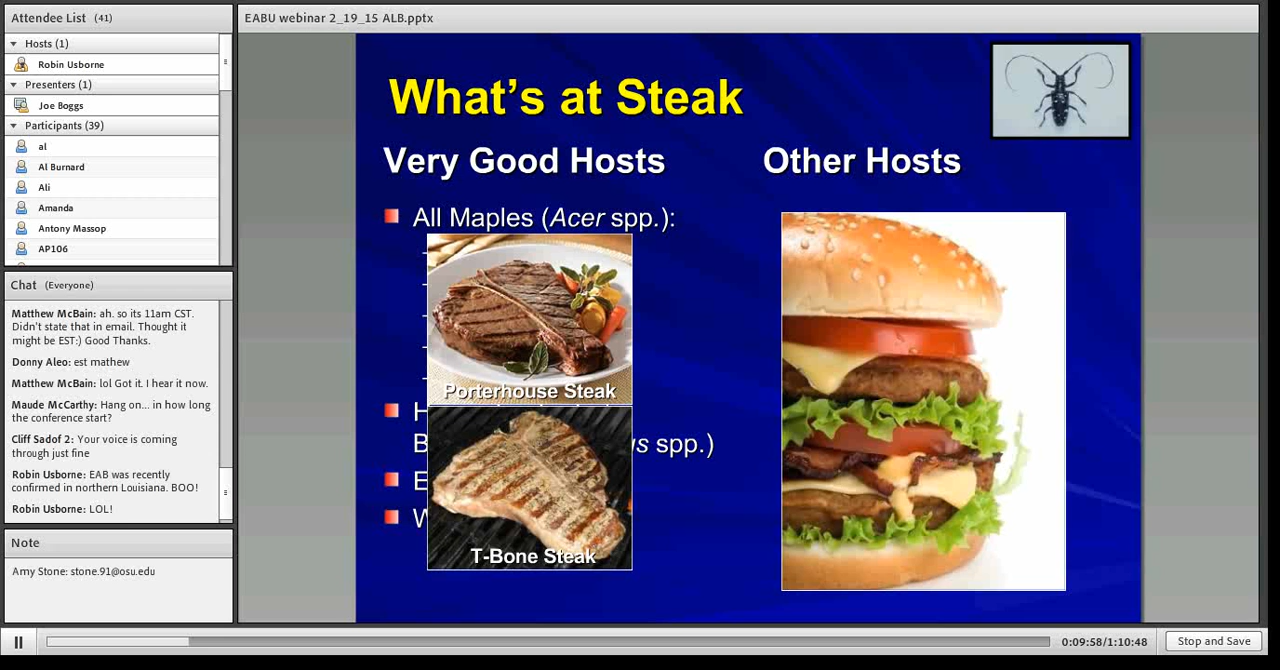 Attendee List (41)
Hosts (1)
Robin Usborne
Presenters (1)
Joe Boggs
Participants (39)
al
Al Burnard
Ali
Amanda
Antony Massop
AP106
Chat (Everyone)
Matthew McBain: ah. so its 11am CST.
Didn't state that in email. Thought it
might be EST:) Good Thanks.
Donny Aleo: est mathew
Matthew McBain: lol Got it. I hear it now.
Maude McCarthy: Hang on... in how long
the conference start?
Cliff Sadof 2: Your voice is coming
through just fine
Robin Usborne: EAB was recently
confirmed in northern Louisiana. BOO!
Robin Usborne: LOL!
Note
Amy Stone: stone.91@osu.edu
EABU webinar 2_19_15 ALB.pptx
What's at Steak
Very Good Hosts
All Maples (Acer spp.):
Porterhouse Steak
spp.)
T-Bone Steak
Other Hosts
0:09:58/1:10:48
Stop and Save